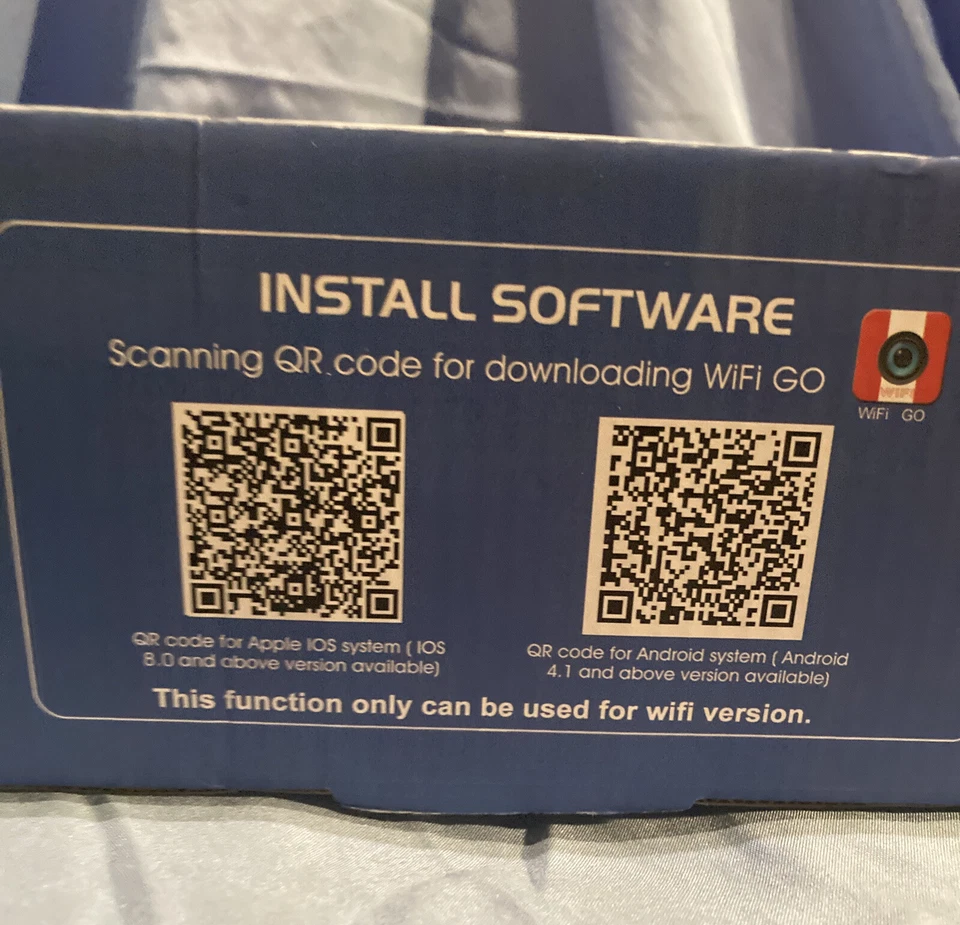 INSTALL SOFTWARE
Scanning QR code for downloading WiFi GO
WIFI
WiFi GO
QR code for Apple IOS system ( IOS
8.0 and above version available)
QR code for Android system ( Android
4.1 and above version available)
This function only can be used for wifi version.